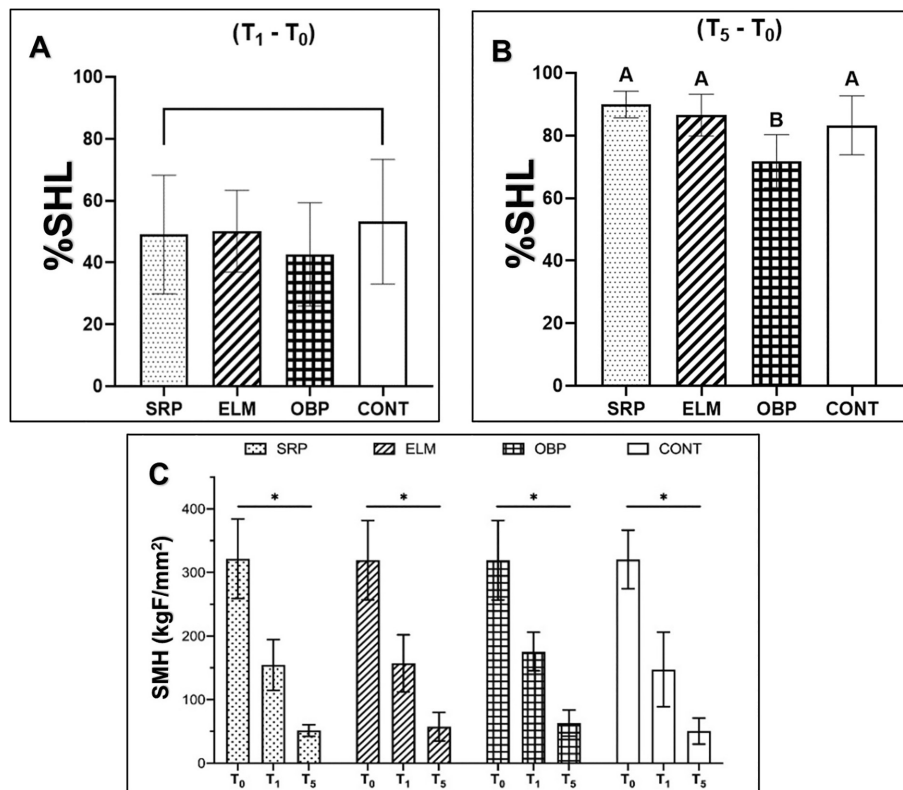 A
(T₁ - T₀)
%SHL
100
80
60
40
20
0
SRP ELM OBP CONT
B
(T₅ - T₀)
%SHL
100
80
60
40
20
0
A A B A
SRP ELM OBP CONT
SRP ELM OBP CONT
C
* * * *
SMH (kgF/mm²)
400
300
200
100
0
T₀ T₁ T₅ T₀ T₁ T₅ T₀ T₁ T₅ T₀ T₁ T₅